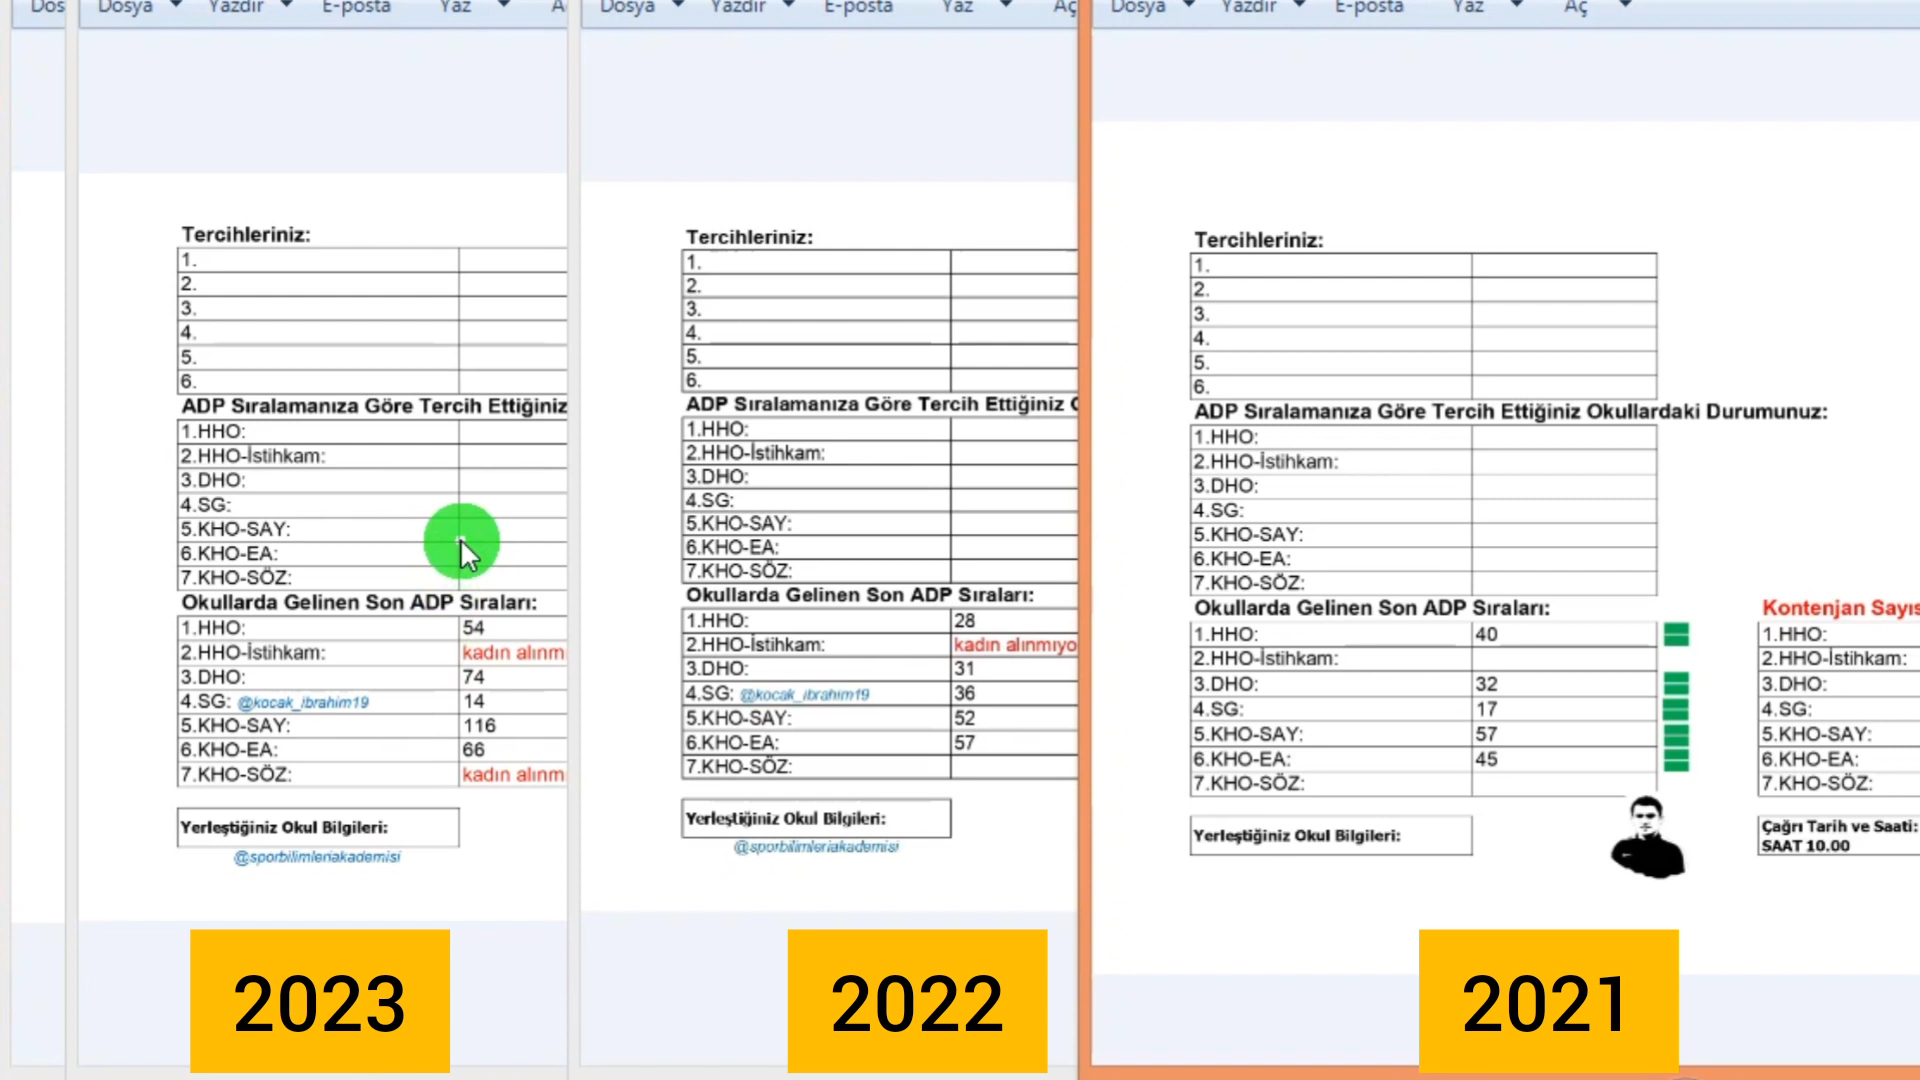 Dos
Dosya Yazdır E-posta Yaz A
Tercihleriniz:
1.
2.
3.
4.
5.
6.
ADP Sıralamanıza Göre Tercih Ettiğiniz
1.HHO:
2.HHO-İstihkam:
3.DHO:
4.SG:
5.KHO-SAY:
6.KHO-EA:
7.KHO-SÖZ:
Okullarda Gelinen Son ADP Sıraları:
1.HHO: 54
2.HHO-İstihkam: kadın alınm
3.DHO: 74
4.SG: @kocak_ibrahim19 14
5.KHO-SAY: 116
6.KHO-EA: 66
7.KHO-SÖZ: kadın alınm
Yerleştiğiniz Okul Bilgileri:
@sporbilimleriakademisi
2023
Dosya Yazdır E-posta Yaz Aç
Tercihleriniz:
1.
2.
3.
4.
5.
6.
ADP Sıralamanıza Göre Tercih Ettiğiniz
1.HHO:
2.HHO-İstihkam:
3.DHO:
4.SG:
5.KHO-SAY:
6.KHO-EA:
7.KHO-SÖZ:
Okullarda Gelinen Son ADP Sıraları:
1.HHO: 28
2.HHO-İstihkam: kadın alınmıyo
3.DHO: 31
4.SG: @kocak_ibrahim19 36
5.KHO-SAY: 52
6.KHO-EA: 57
7.KHO-SÖZ:
Yerleştiğiniz Okul Bilgileri:
@sporbilimleriakademisi
2022
Dosya Yazdır E-posta Yaz Aç
Tercihleriniz:
1.
2.
3.
4.
5.
6.
ADP Sıralamanıza Göre Tercih Ettiğiniz Okullardaki Durumunuz:
1.HHO:
2.HHO-İstihkam:
3.DHO:
4.SG:
5.KHO-SAY:
6.KHO-EA:
7.KHO-SÖZ:
Okullarda Gelinen Son ADP Sıraları:
1.HHO: 40
2.HHO-İstihkam:
3.DHO: 32
4.SG: 17
5.KHO-SAY: 57
6.KHO-EA: 45
7.KHO-SÖZ:
Yerleştiğiniz Okul Bilgileri:
Kontenjan Sayıs
1.HHO:
2.HHO-İstihkam:
3.DHO:
4.SG:
5.KHO-SAY:
6.KHO-EA:
7.KHO-SÖZ:
Çağrı Tarih ve Saati:
SAAT 10.00
2021